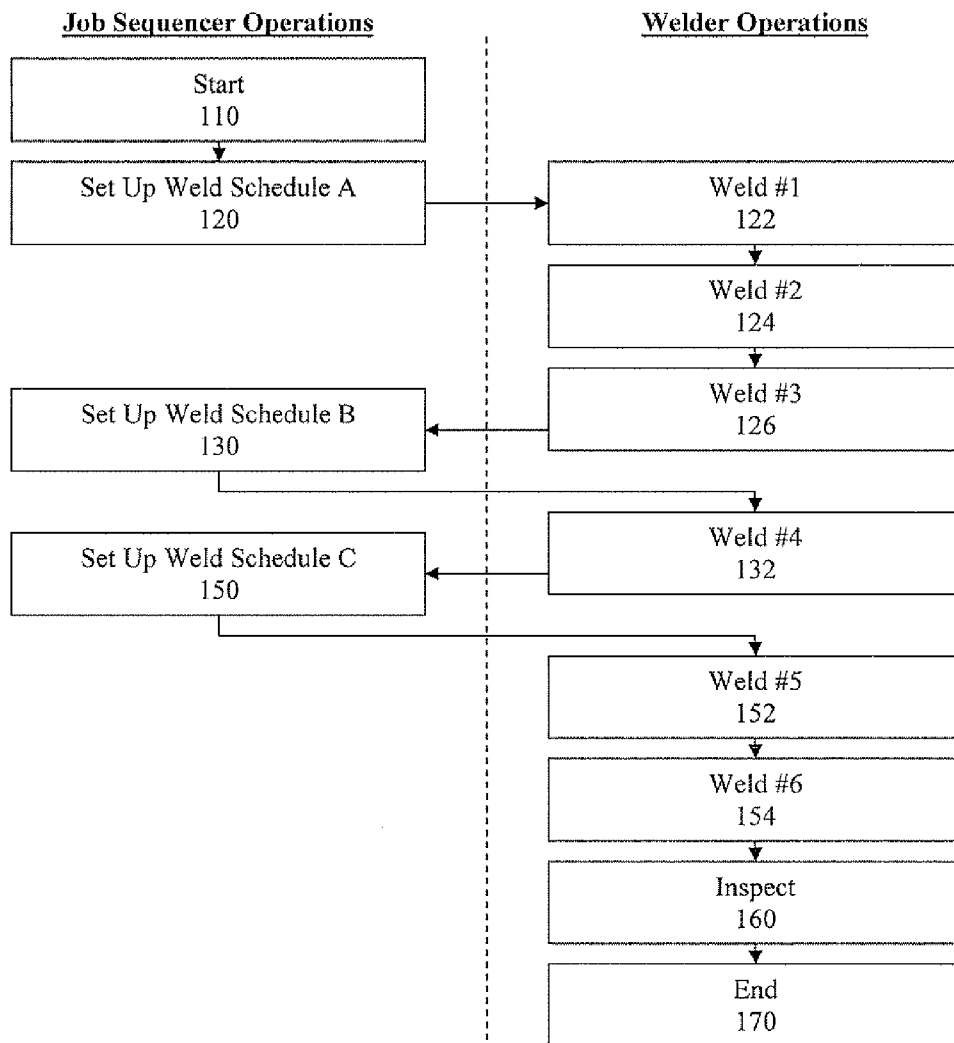 Job Sequencer Operations
Welder Operations
Start
110
Set Up Weld Schedule A
120
Weld #1
122
Weld #2
124
Weld #3
126
Set Up Weld Schedule B
130
Weld #4
132
Set Up Weld Schedule C
150
Weld #5
152
Weld #6
154
Inspect
160
End
170